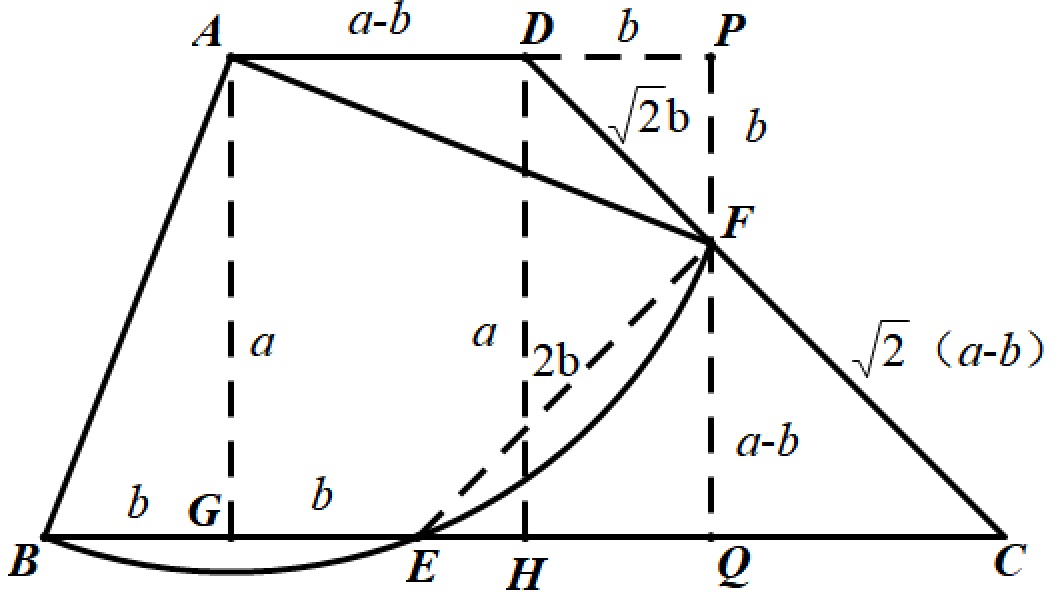 A a-b D b P
√2b b
F
a a 2b √2（a-b）
a-b
b G b
B E H Q C